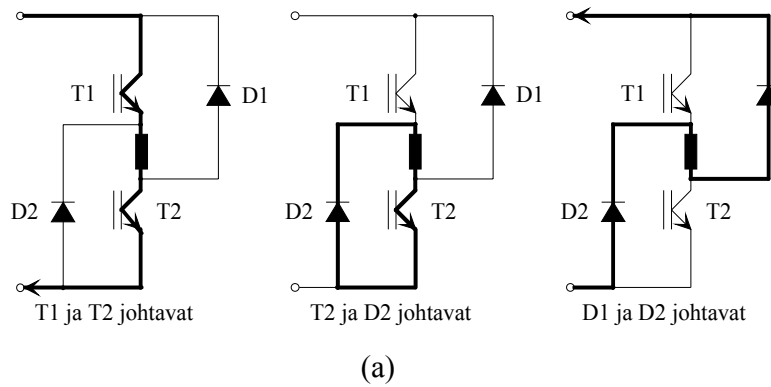 T1
D1
D2
T2
T1 ja T2 johtavat
T1
D1
D2
T2
T2 ja D2 johtavat
T1
D2
T2
D1 ja D2 johtavat
(a)